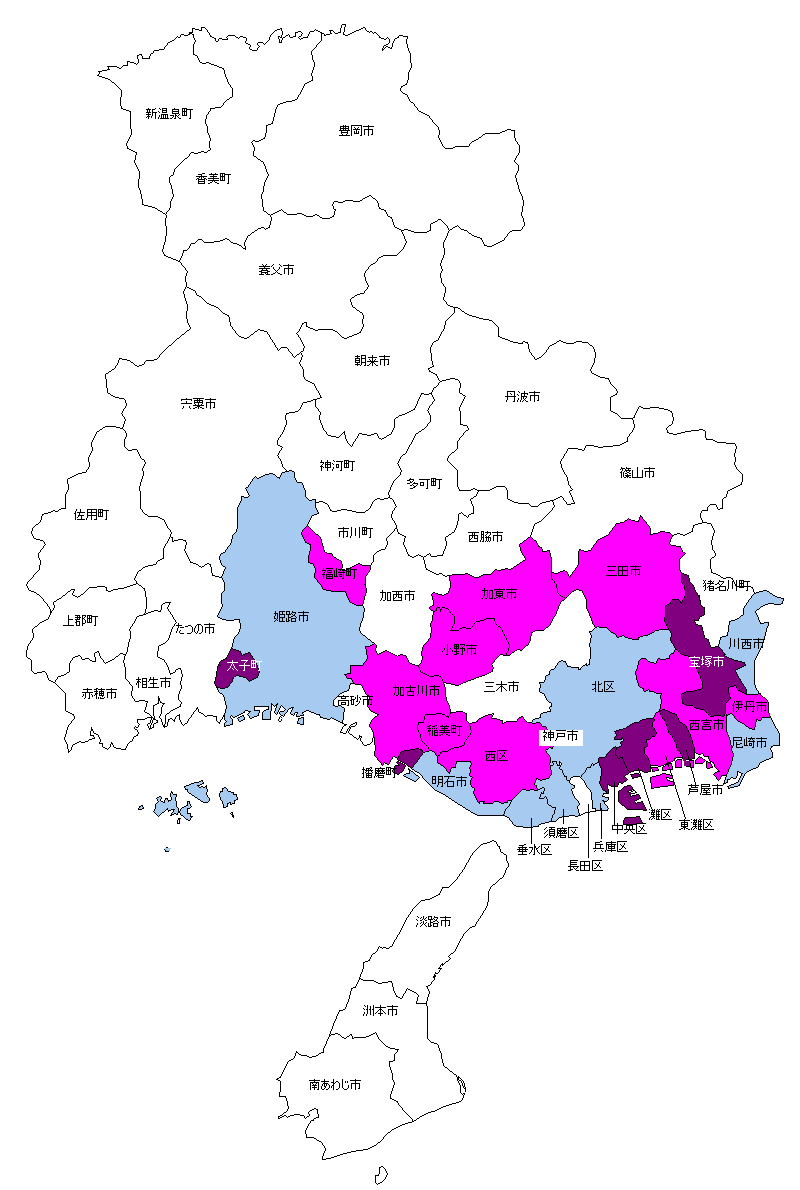 新温泉町
豊岡市
香美町
養父市
朝来市
丹波市
宍粟市
神河町
篠山市
多可町
佐用町
市川町
西脇市
三田市
福崎町
猪名川町
加西市
加東市
上郡町
姫路市
たつの市
川西市
小野市
太子町
宝塚市
相生市
三木市
北区
赤穂市
加古川市
高砂市
伊丹市
西宮市
稲美町
神戸市
尼崎市
西区
播磨町
明石市
芦屋市
灘区
東灘区
中央区
須磨区
兵庫区
垂水区
長田区
淡路市
洲本市
南あわじ市